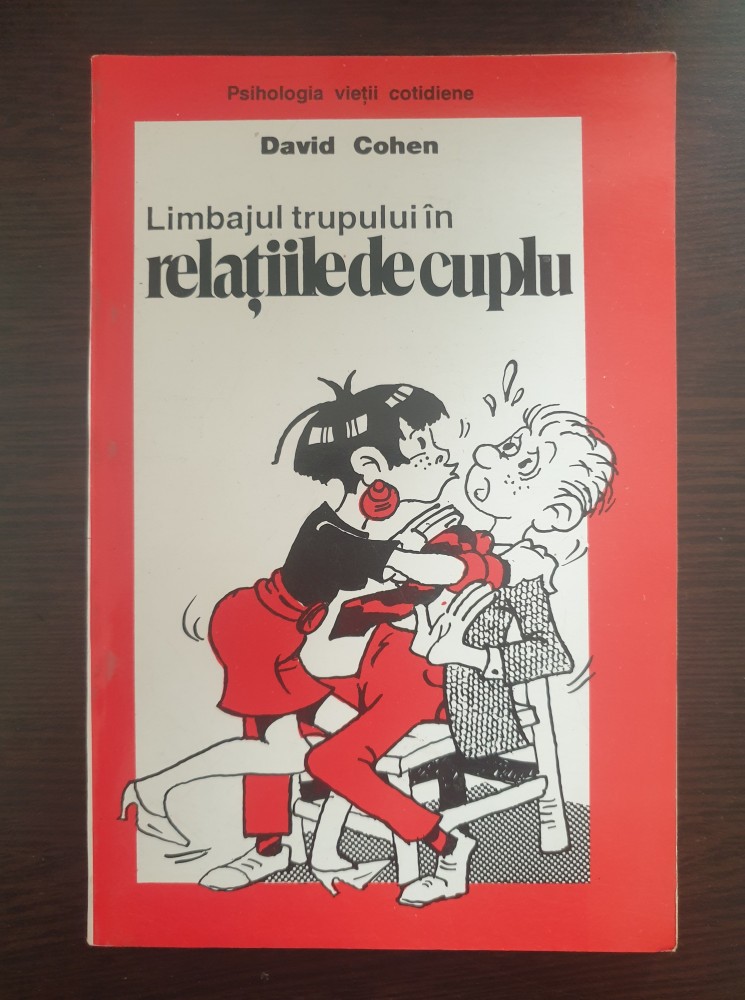 Psihologia vieții cotidiene
David Cohen
Limbajul trupului în
relațiile de cuplu